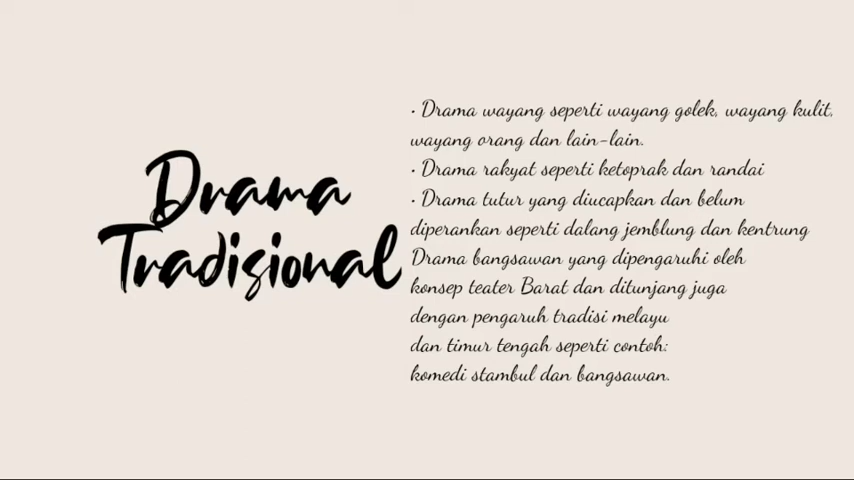 Drama
Tradisional
• Drama wayang seperti wayang golek, wayang kulit,
wayang orang dan lain-lain.
• Drama rakyat seperti ketoprak dan randai
• Drama tutur yang diucapkan dan belum
diperankan seperti dalang jemblung dan kentrung
Drama bangsawan yang dipengaruhi oleh
konsep teater Barat dan ditunjang juga
dengan pengaruh tradisi melayu
dan timur tengah seperti contoh:
komedi stambul dan bangsawan.